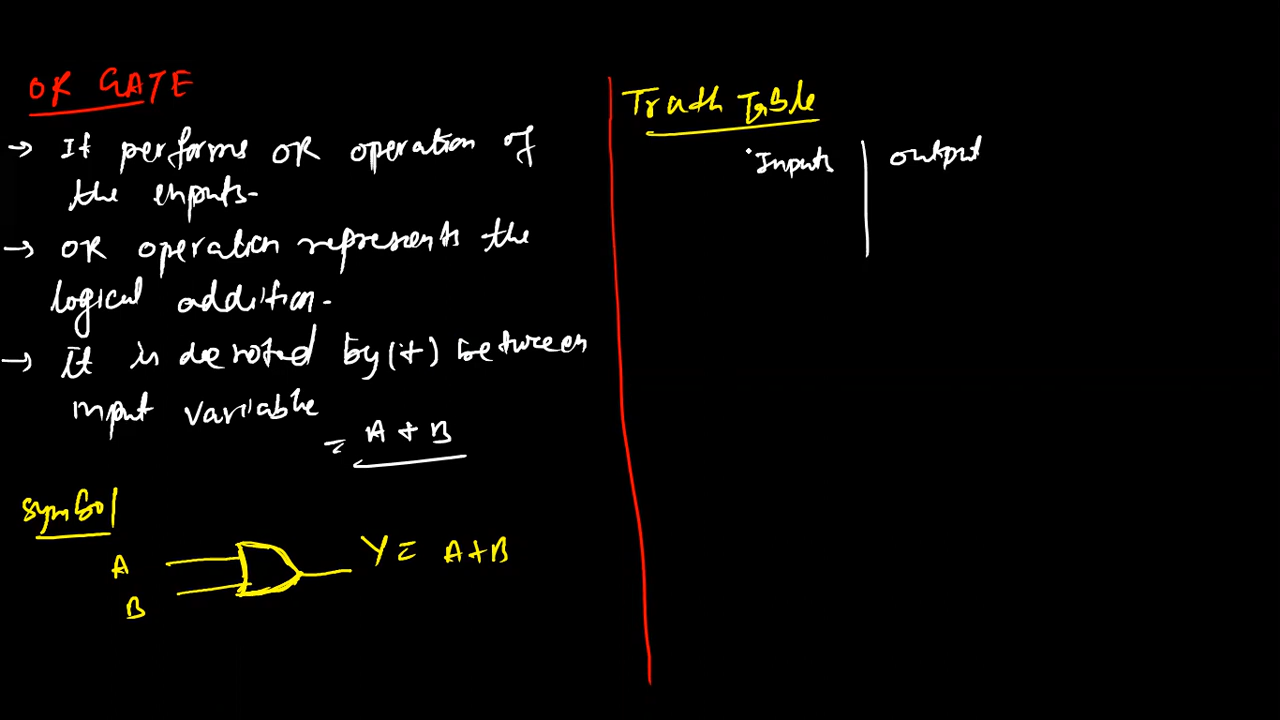 OR GATE
→ It performs OR operation of
the inputs.
→ OR operation represents the
logical addition.
→ It is denoted by (+) between
input variable
= A + B
Symbol
A
Y = A+B
B
Truth Table
Inputs output